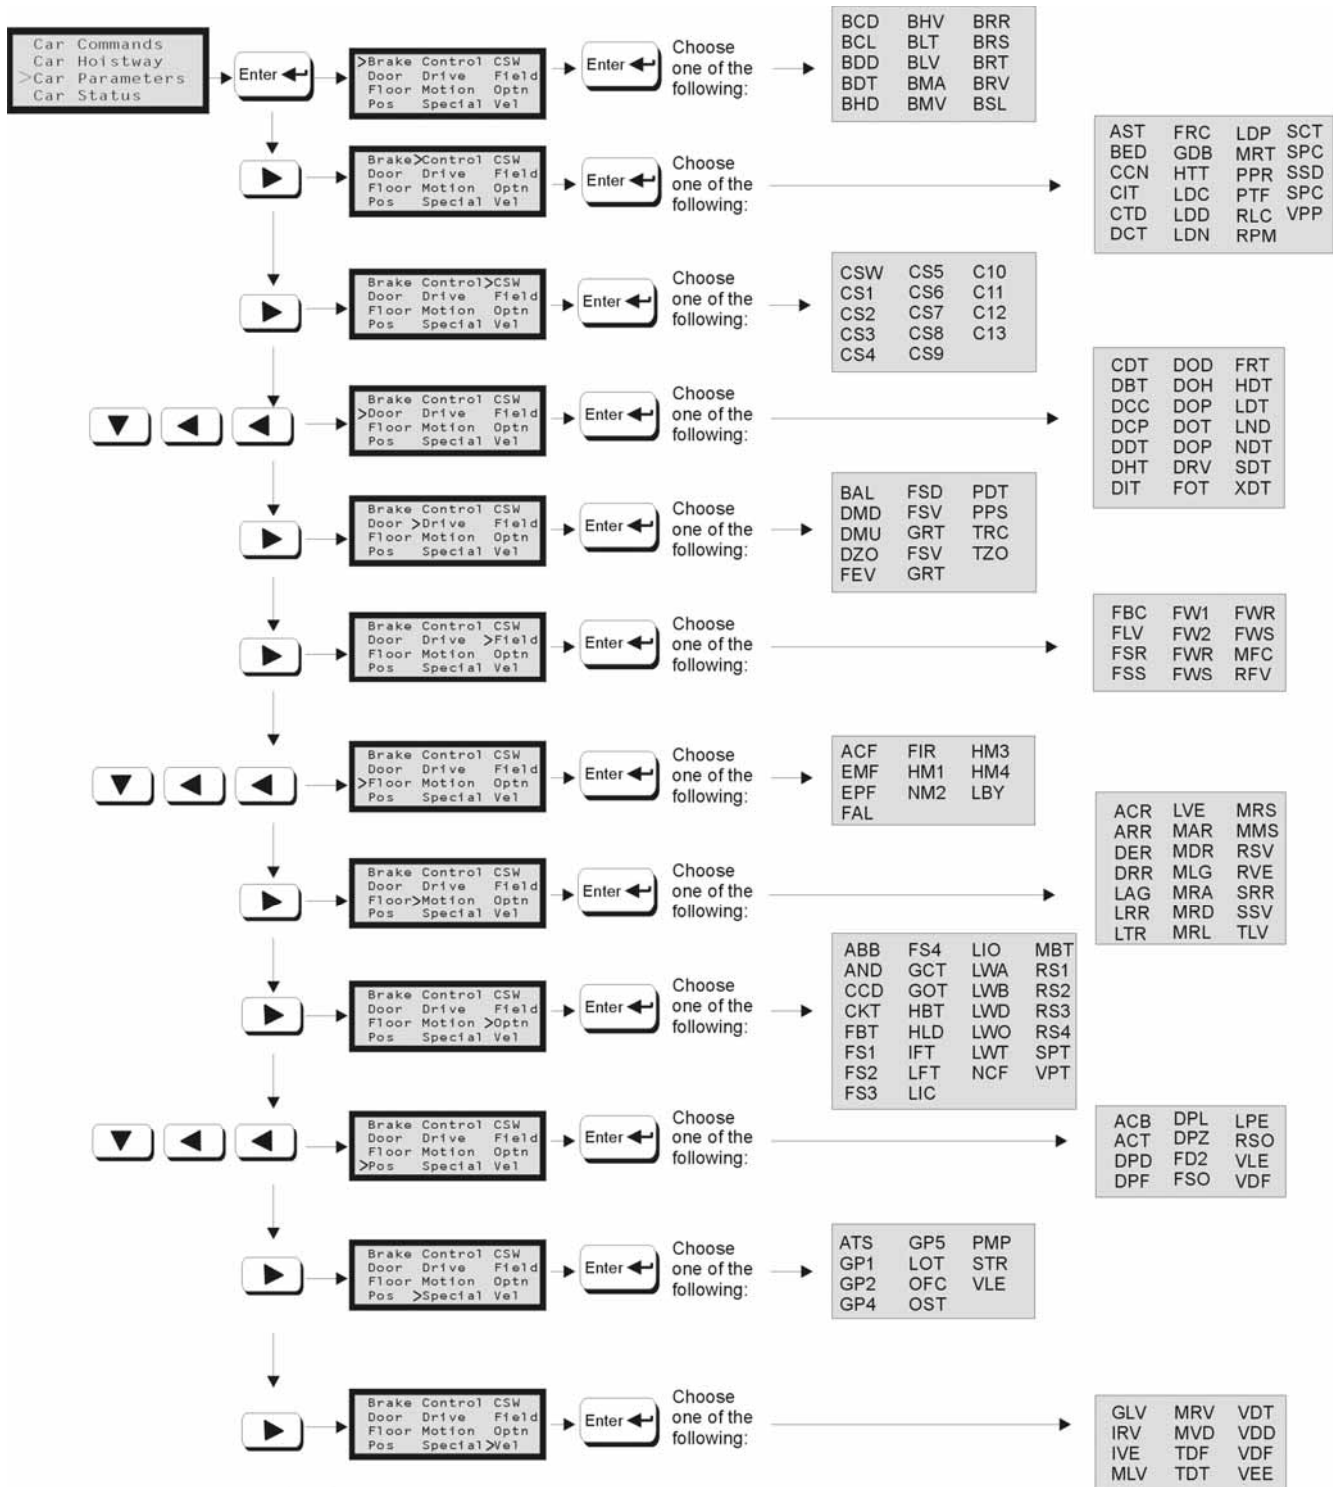 Car Commands
Car Hoistway
>Car Parameters
Car Status
Enter
>Brake Control CSW
Door Drive Field
Floor Motion Optn
Pos Special Vel
Enter
Choose
one of the
following:
BCD BHV BRR
BCL BLT BRS
BDD BLV BRT
BDT BMA BRV
BHD BMV BSL
Brake>Control CSW
Door Drive Field
Floor Motion Optn
Pos Special Vel
Enter
Choose
one of the
following:
AST FRC LDP SCT
BED GDB MRT SPC
CCN HTT PPR SSD
CIT LDC PTF SPC
CTD LDD RLC VPP
DCT LDN RPM
Brake Control>CSW
Door Drive Field
Floor Motion Optn
Pos Special Vel
Enter
Choose
one of the
following:
CSW CS5 C10
CS1 CS6 C11
CS2 CS7 C12
CS3 CS8 C13
CS4 CS9
Brake Control CSW
>Door Drive Field
Floor Motion Optn
Pos Special Vel
Enter
Choose
one of the
following:
CDT DOD FRT
DBT DOH HDT
DCC DOP LDT
DCP DOT LND
DDT DOP NDT
DHT DRV SDT
DIT FOT XDT
Brake Control CSW
Door >Drive Field
Floor Motion Optn
Pos Special Vel
Enter
Choose
one of the
following:
BAL FSD PDT
DMD FSV PPS
DMU GRT TRC
DZO FSV TZO
FEV GRT
Brake Control CSW
Door Drive >Field
Floor Motion Optn
Pos Special Vel
Enter
Choose
one of the
following:
FBC FW1 FWR
FLV FW2 FWS
FSR FWR MFC
FSS FWS RFV
Brake Control CSW
Door Drive Field
>Floor Motion Optn
Pos Special Vel
Enter
Choose
one of the
following:
ACF FIR HM3
EMF HM1 HM4
EPF NM2 LBY
FAL
Brake Control CSW
Door Drive Field
Floor>Motion Optn
Pos Special Vel
Enter
Choose
one of the
following:
ACR LVE MRS
ARR MAR MMS
DER MDR RSV
DRR MLG RVE
LAG MRA SRR
LRR MRD SSV
LTR MRL TLV
Brake Control CSW
Door Drive Field
Floor Motion >Optn
Pos Special Vel
Enter
Choose
one of the
following:
ABB FS4 LIO MBT
AND GCT LWA RS1
CCD GOT LWB RS2
CKT HBT LWD RS3
FBT HLD LWO RS4
FS1 IFT LWT SPT
FS2 LFT NCF VPT
FS3 LIC
Brake Control CSW
Door Drive Field
Floor Motion Optn
>Pos Special Vel
Enter
Choose
one of the
following:
ACB DPL LPE
ACT DPZ RSO
DPD FD2 VLE
DPF FSO VDF
Brake Control CSW
Door Drive Field
Floor Motion Optn
Pos >Special Vel
Enter
Choose
one of the
following:
ATS GP5 PMP
GP1 LOT STR
GP2 OFC VLE
GP4 OST
Brake Control CSW
Door Drive Field
Floor Motion Optn
Pos Special>Vel
Enter
Choose
one of the
following:
GLV MRV VDT
IRV MVD VDD
IVE TDF VDF
MLV TDT VEE